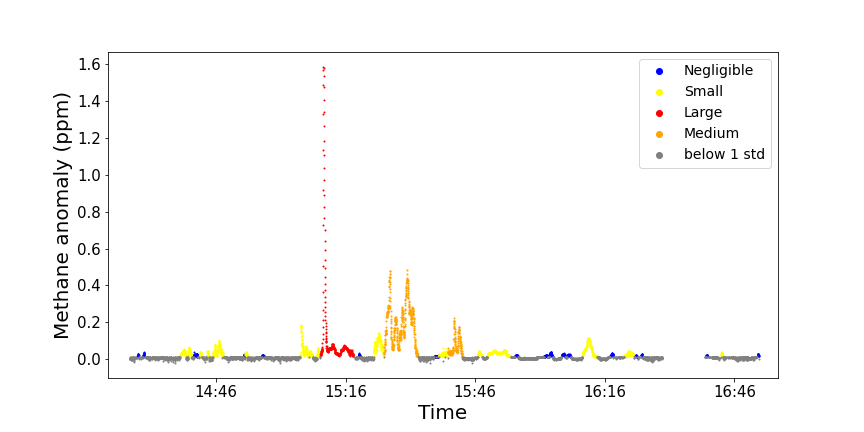 Methane anomaly (ppm)
1.6
1.4
1.2
1.0
0.8
0.6
0.4
0.2
0.0
Negligible
Small
Large
Medium
below 1 std
14:46 15:16 15:46 16:16 16:46
Time